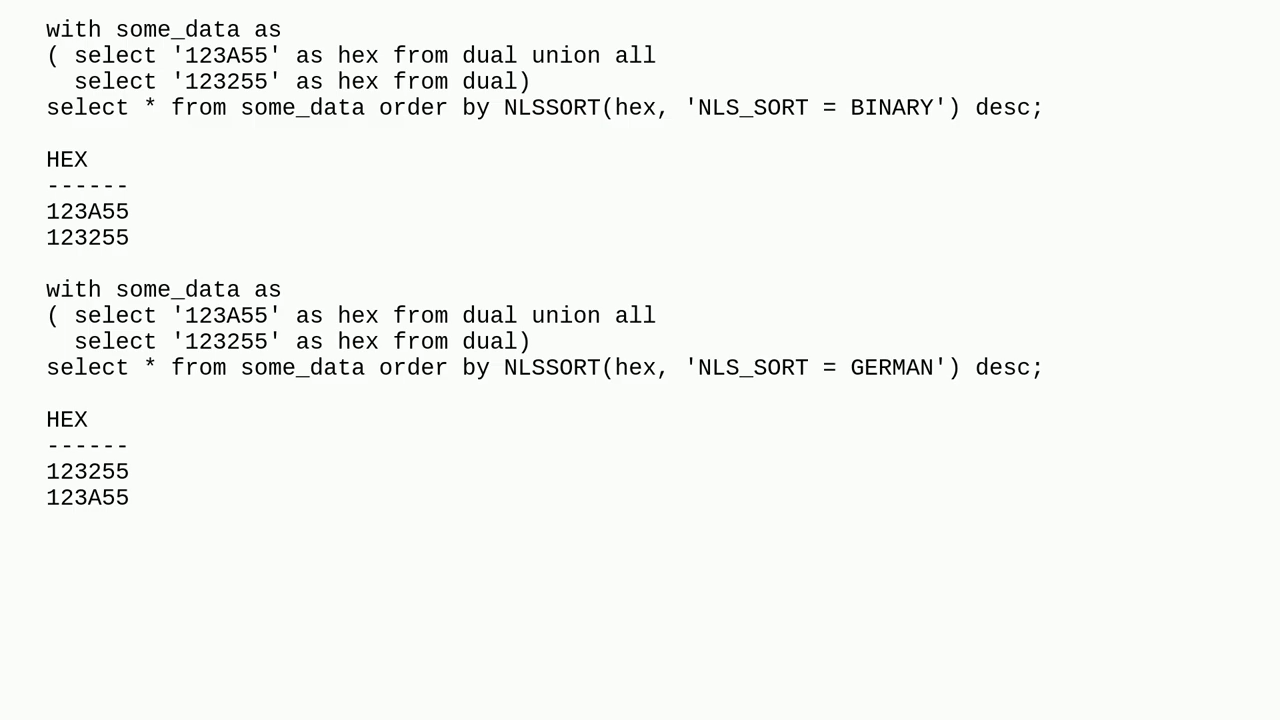 with some_data as
( select '123A55' as hex from dual union all
  select '123255' as hex from dual)
select * from some_data order by NLSSORT(hex, 'NLS_SORT = BINARY') desc;

HEX
------
123A55
123255

with some_data as
( select '123A55' as hex from dual union all
  select '123255' as hex from dual)
select * from some_data order by NLSSORT(hex, 'NLS_SORT = GERMAN') desc;

HEX
------
123255
123A55